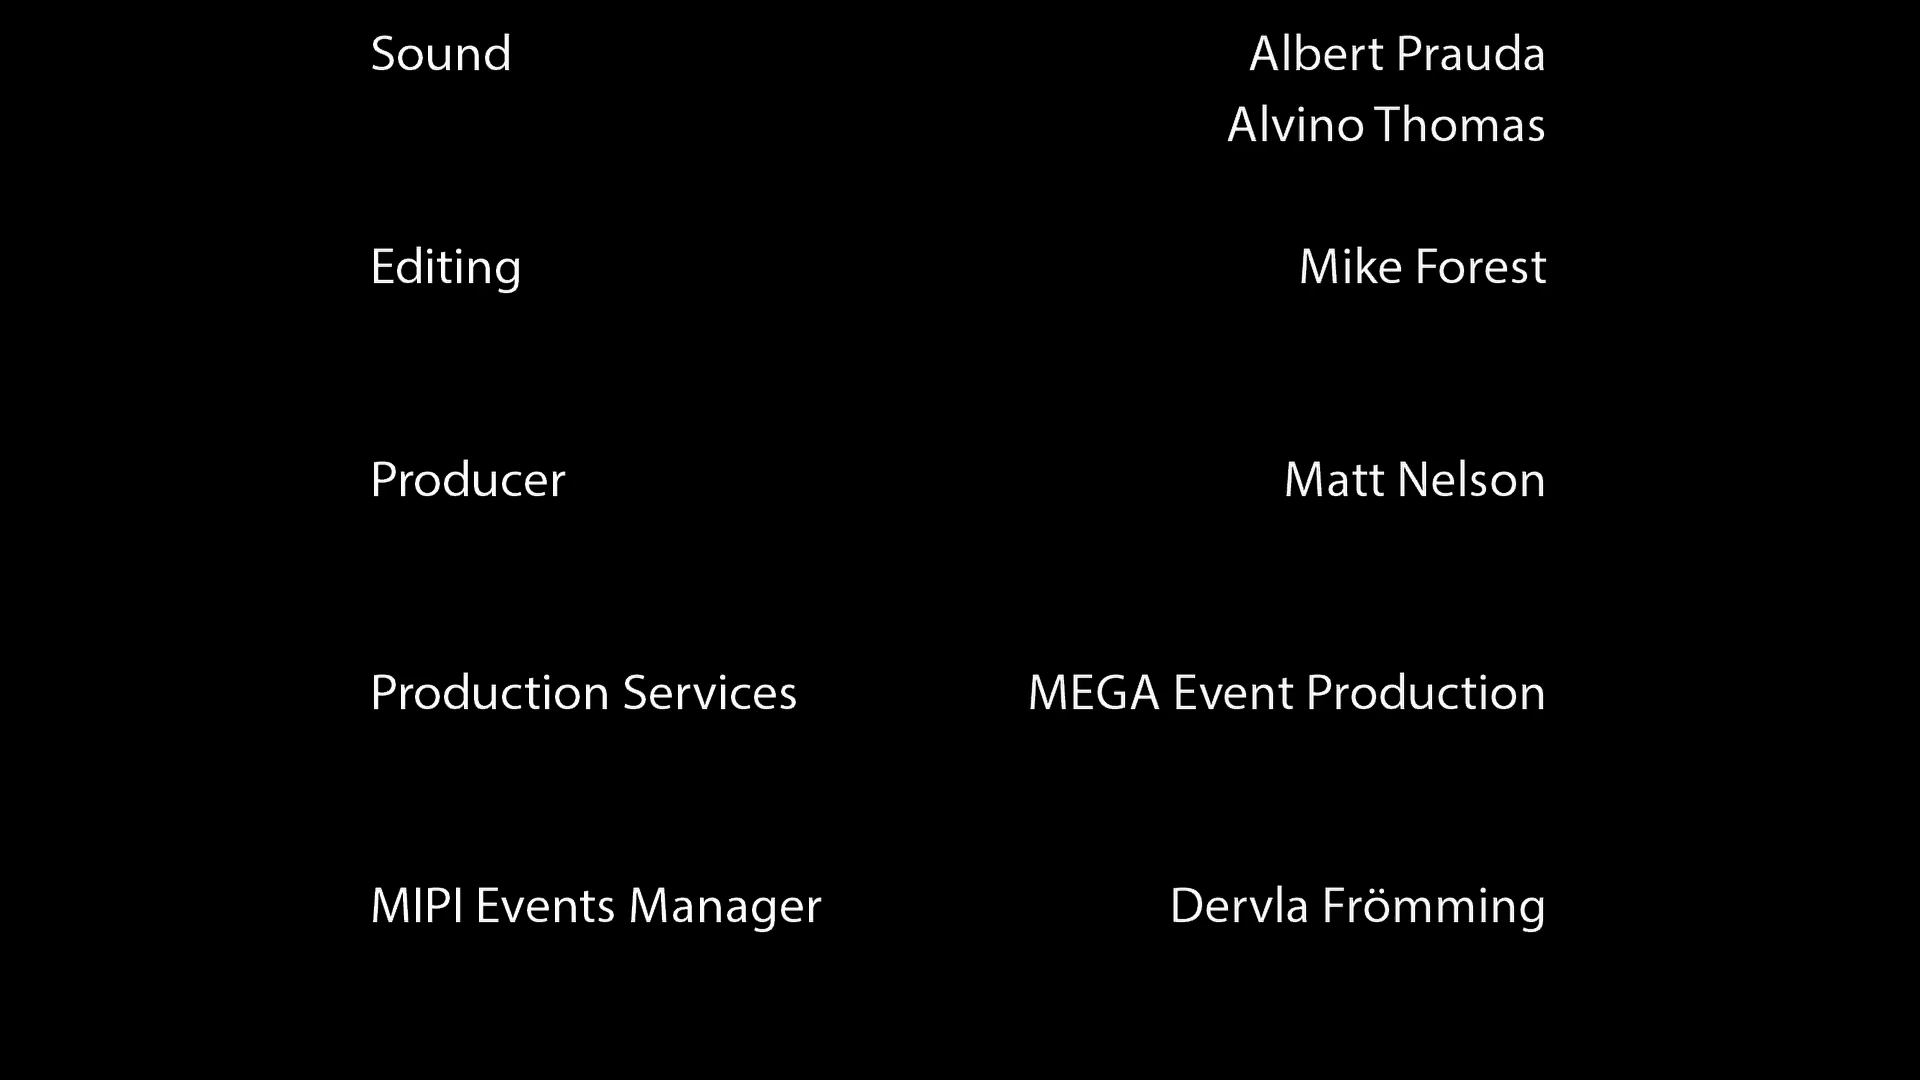 Sound Albert Prauda
Alvino Thomas
Editing Mike Forest
Producer Matt Nelson
Production Services MEGA Event Production
MIPI Events Manager Dervla Frömming